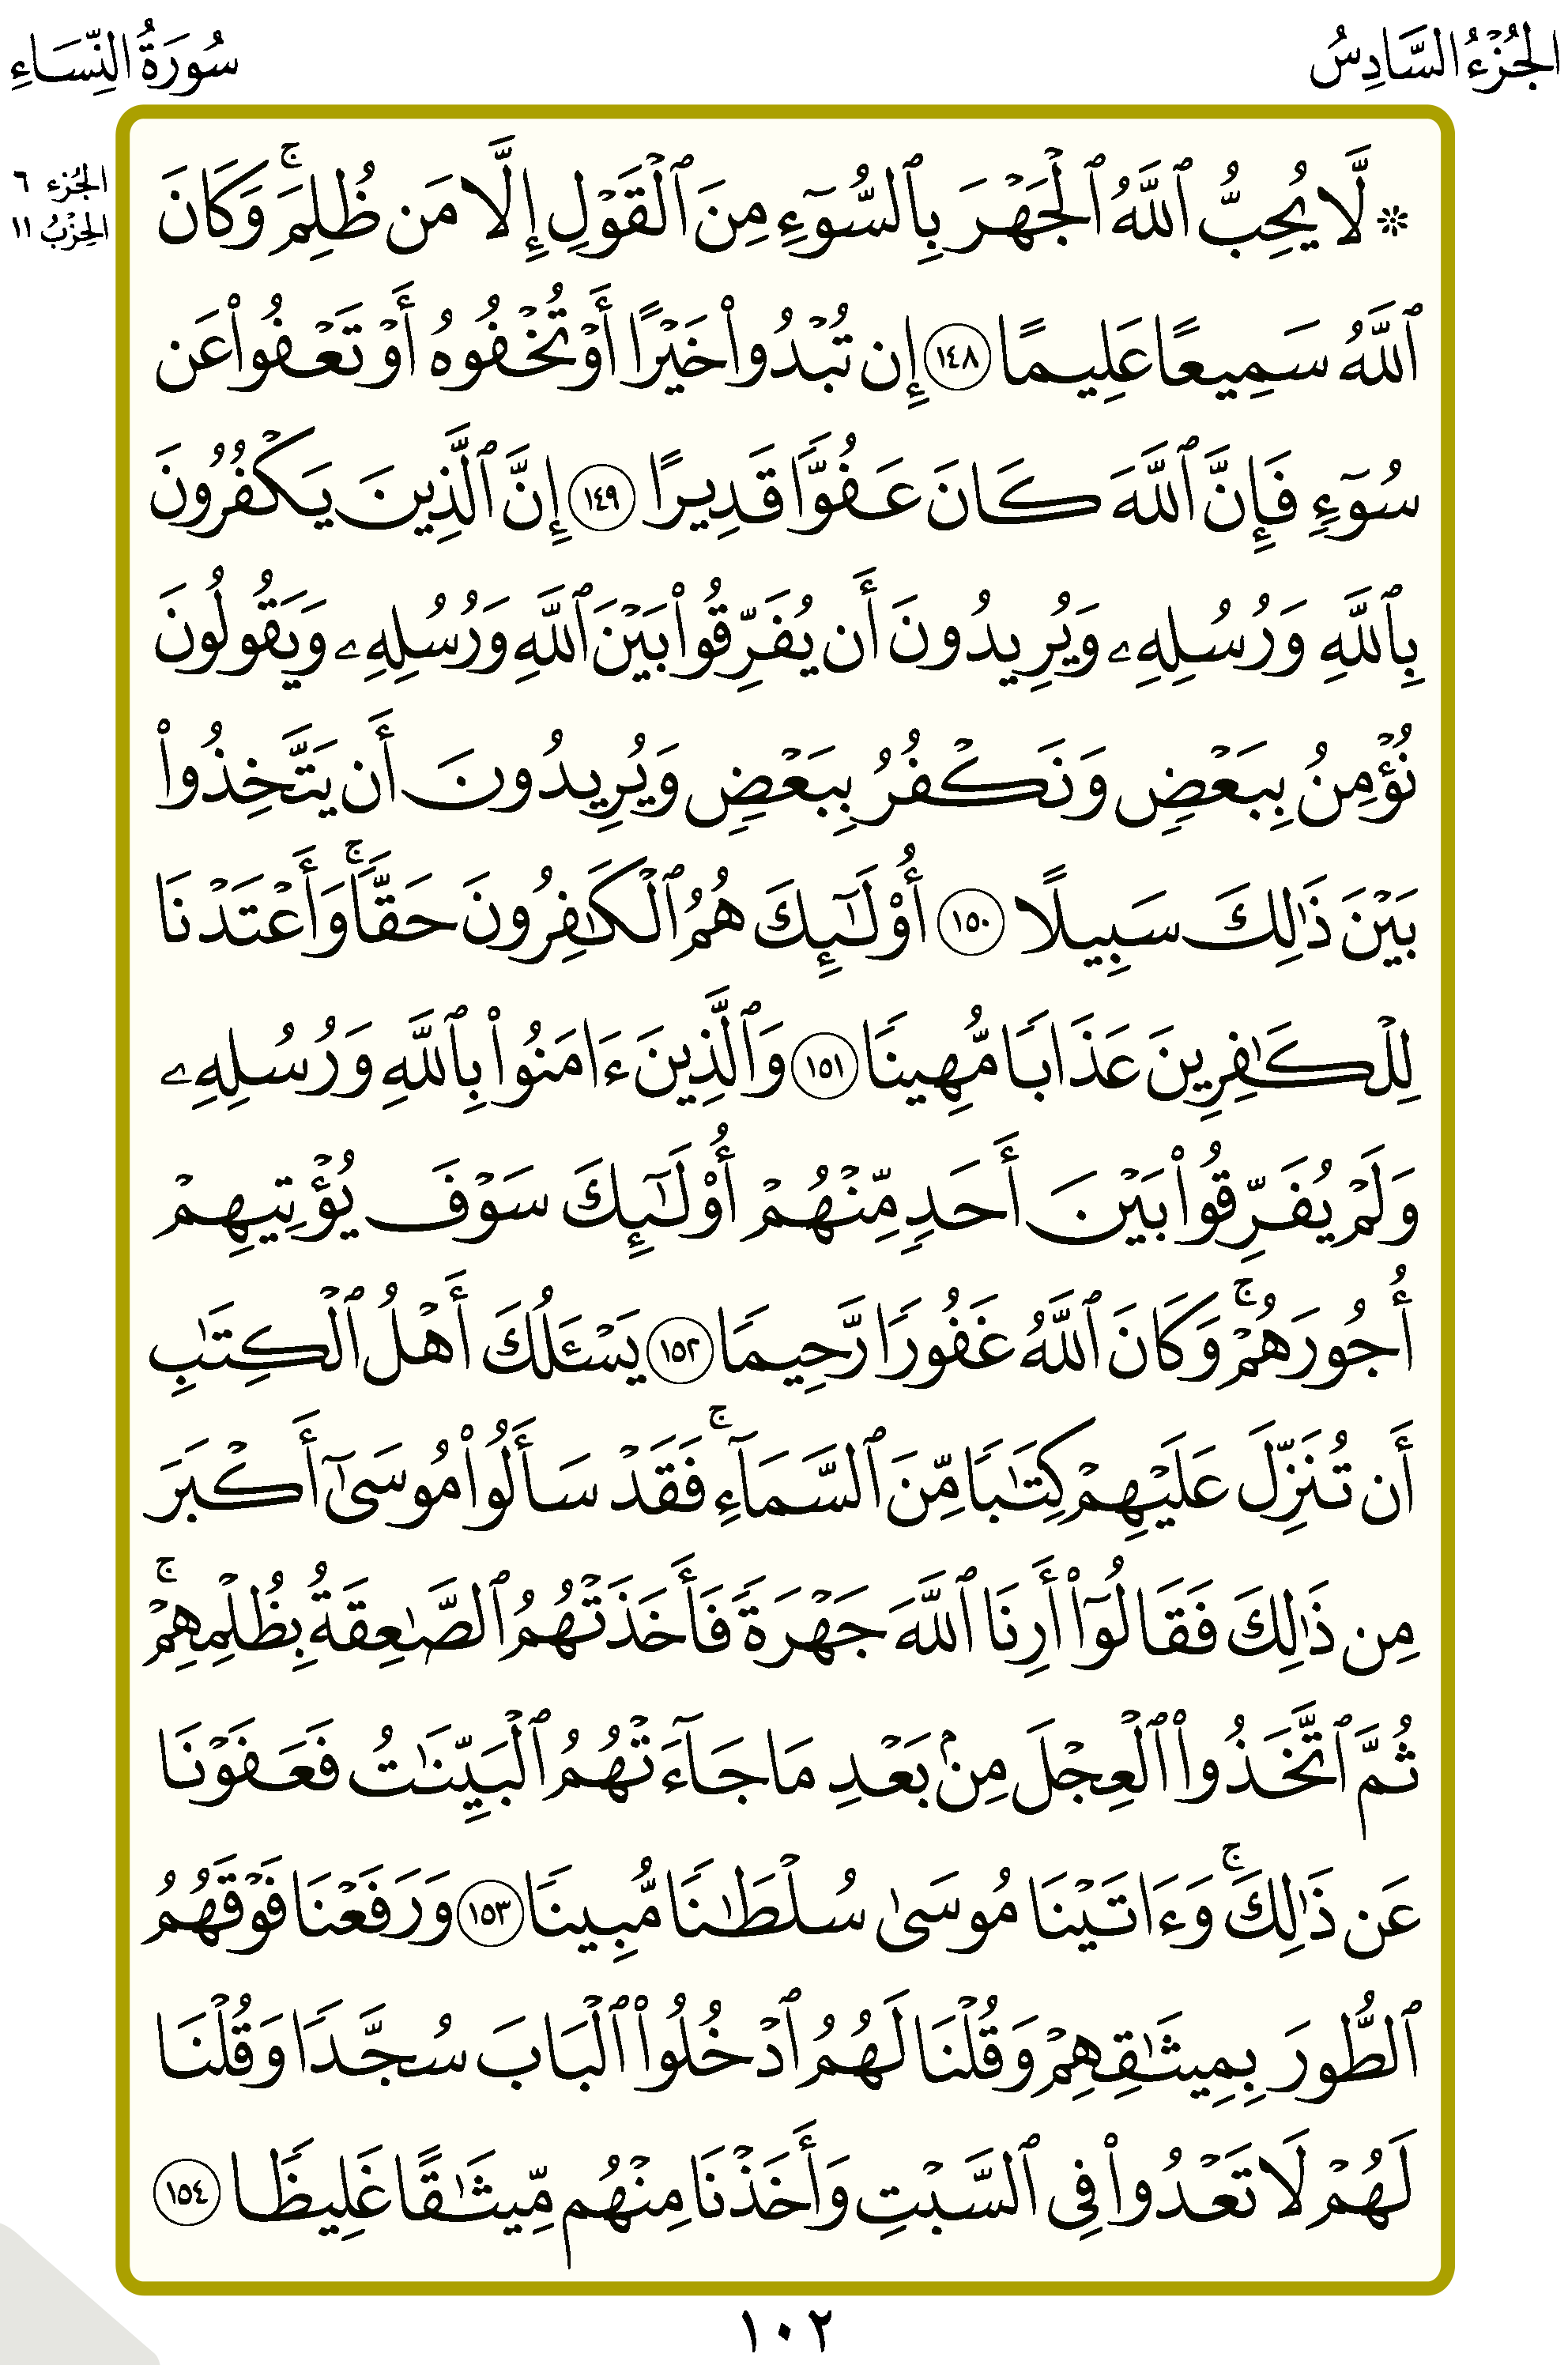 الجُزْءُ السَّادِسُ
سُورَةُ النِّسَاءِ
الجُزء ٦
الحِزْبُ ١١
۞ لَّا يُحِبُّ ٱللَّهُ ٱلْجَهْرَ بِٱلسُّوٓءِ مِنَ ٱلْقَوْلِ إِلَّا مَن ظُلِمَۚ وَكَانَ
ٱللَّهُ سَمِيعًا عَلِيمًا ١٤٨ إِن تُبْدُوا۟ خَيْرًا أَوْ تُخْفُوهُ أَوْ تَعْفُوا۟ عَن
سُوٓءٍ فَإِنَّ ٱللَّهَ كَانَ عَفُوًّا قَدِيرًا ١٤٩ إِنَّ ٱلَّذِينَ يَكْفُرُونَ
بِٱللَّهِ وَرُسُلِهِۦ وَيُرِيدُونَ أَن يُفَرِّقُوا۟ بَيْنَ ٱللَّهِ وَرُسُلِهِۦ وَيَقُولُونَ
نُؤْمِنُ بِبَعْضٍ وَنَكْفُرُ بِبَعْضٍ وَيُرِيدُونَ أَن يَتَّخِذُوا۟
بَيْنَ ذَٰلِكَ سَبِيلًا ١٥٠ أُو۟لَـٰٓئِكَ هُمُ ٱلْكَـٰفِرُونَ حَقًّاۚ وَأَعْتَدْنَا
لِلْكَـٰفِرِينَ عَذَابًا مُّهِينًا ١٥١ وَٱلَّذِينَ ءَامَنُوا۟ بِٱللَّهِ وَرُسُلِهِۦ
وَلَمْ يُفَرِّقُوا۟ بَيْنَ أَحَدٍ مِّنْهُمْ أُو۟لَـٰٓئِكَ سَوْفَ يُؤْتِيهِمْ
أُجُورَهُمْۚ وَكَانَ ٱللَّهُ غَفُورًا رَّحِيمًا ١٥٢ يَسْـَٔلُكَ أَهْلُ ٱلْكِتَـٰبِ
أَن تُنَزِّلَ عَلَيْهِمْ كِتَـٰبًا مِّنَ ٱلسَّمَآءِۚ فَقَدْ سَأَلُوا۟ مُوسَىٰٓ أَكْبَرَ
مِن ذَٰلِكَ فَقَالُوٓا۟ أَرِنَا ٱللَّهَ جَهْرَةً فَأَخَذَتْهُمُ ٱلصَّـٰعِقَةُ بِظُلْمِهِمْۚ
ثُمَّ ٱتَّخَذُوا۟ ٱلْعِجْلَ مِنۢ بَعْدِ مَا جَآءَتْهُمُ ٱلْبَيِّنَـٰتُ فَعَفَوْنَا
عَن ذَٰلِكَۚ وَءَاتَيْنَا مُوسَىٰ سُلْطَـٰنًا مُّبِينًا ١٥٣ وَرَفَعْنَا فَوْقَهُمُ
ٱلطُّورَ بِمِيثَـٰقِهِمْ وَقُلْنَا لَهُمُ ٱدْخُلُوا۟ ٱلْبَابَ سُجَّدًا وَقُلْنَا
لَهُمْ لَا تَعْدُوا۟ فِى ٱلسَّبْتِ وَأَخَذْنَا مِنْهُم مِّيثَـٰقًا غَلِيظًا ١٥٤
١٠٢